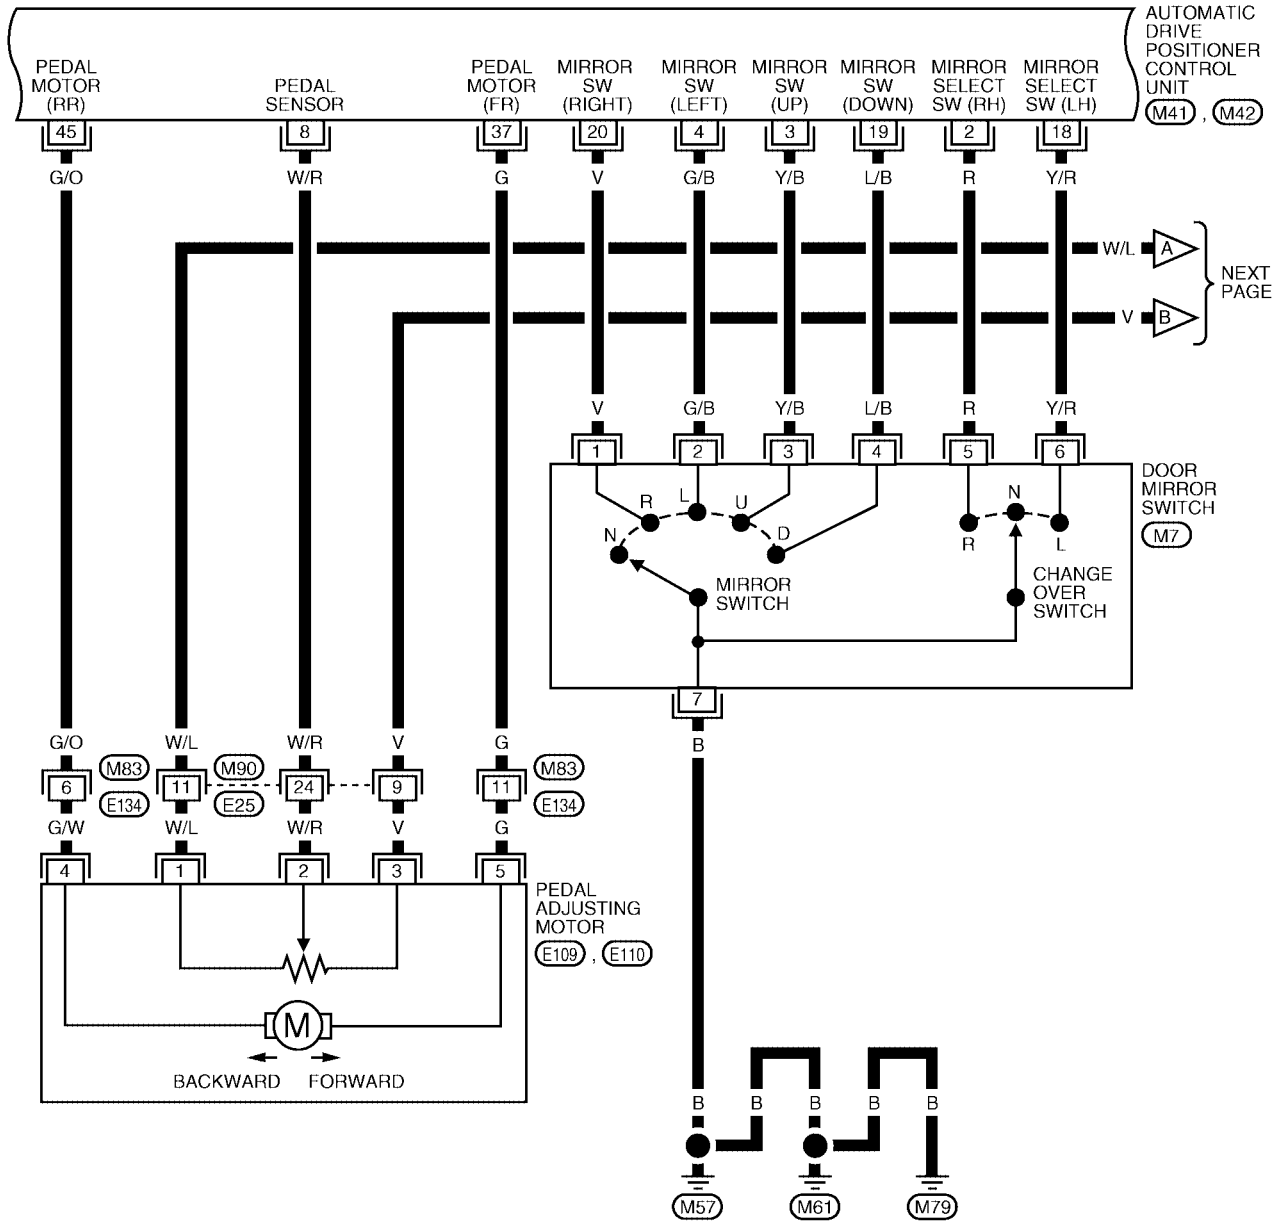 AUTOMATIC
DRIVE
POSITIONER
CONTROL
UNIT
M41 , M42
PEDAL
MOTOR
(RR)
PEDAL
SENSOR
PEDAL
MOTOR
(FR)
MIRROR
SW
(RIGHT)
MIRROR
SW
(LEFT)
MIRROR
SW
(UP)
MIRROR
SW
(DOWN)
MIRROR
SELECT
SW (RH)
MIRROR
SELECT
SW (LH)
45 8 37 20 4 3 19 2 18
G/O W/R G V G/B Y/B L/B R Y/R
W/L A
V B
NEXT
PAGE
V G/B Y/B L/B R Y/R
1 2 3 4 5 6
DOOR
MIRROR
SWITCH
M7
N R L U D
R N L
MIRROR
SWITCH
CHANGE
OVER
SWITCH
7
B
G/O W/L W/R V G
M83 M90 M83
6 11 24 9 11
E134 E25 E134
G/W W/L W/R V G
4 1 2 3 5
PEDAL
ADJUSTING
MOTOR
E109 , E110
M
BACKWARD FORWARD
B B B B B
M57 M61 M79